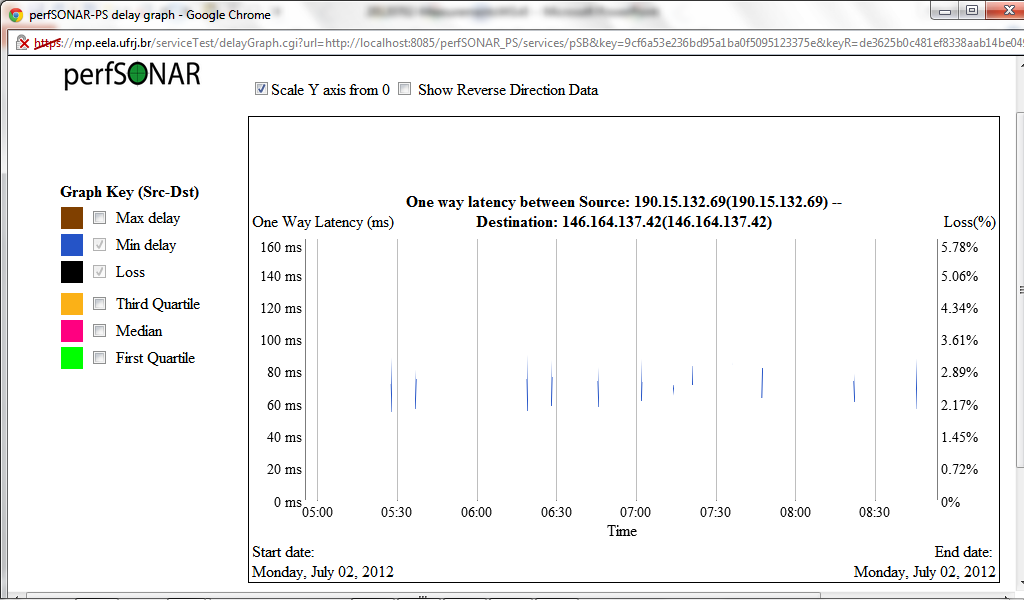 perfSONAR-PS delay graph - Google Chrome
https://mp.eela.ufrj.br/serviceTest/delayGraph.cgi?url=http://localhost:8085/perfSONAR_PS/services/pSB&key=9cf6a53e236bd95a1ba0f5095123375e&keyR=de3625b0c481ef8338aab14be049
perfSONAR
Scale Y axis from 0 Show Reverse Direction Data
Graph Key (Src-Dst)
Max delay
Min delay
Loss
Third Quartile
Median
First Quartile
One way latency between Source: 190.15.132.69(190.15.132.69) --
Destination: 146.164.137.42(146.164.137.42)
One Way Latency (ms) Loss(%)
160 ms 5.78%
140 ms 5.06%
120 ms 4.34%
100 ms 3.61%
80 ms 2.89%
60 ms 2.17%
40 ms 1.45%
20 ms 0.72%
0 ms 0%
05:00 05:30 06:00 06:30 07:00 07:30 08:00 08:30
Time
Start date: End date:
Monday, July 02, 2012 Monday, July 02, 2012